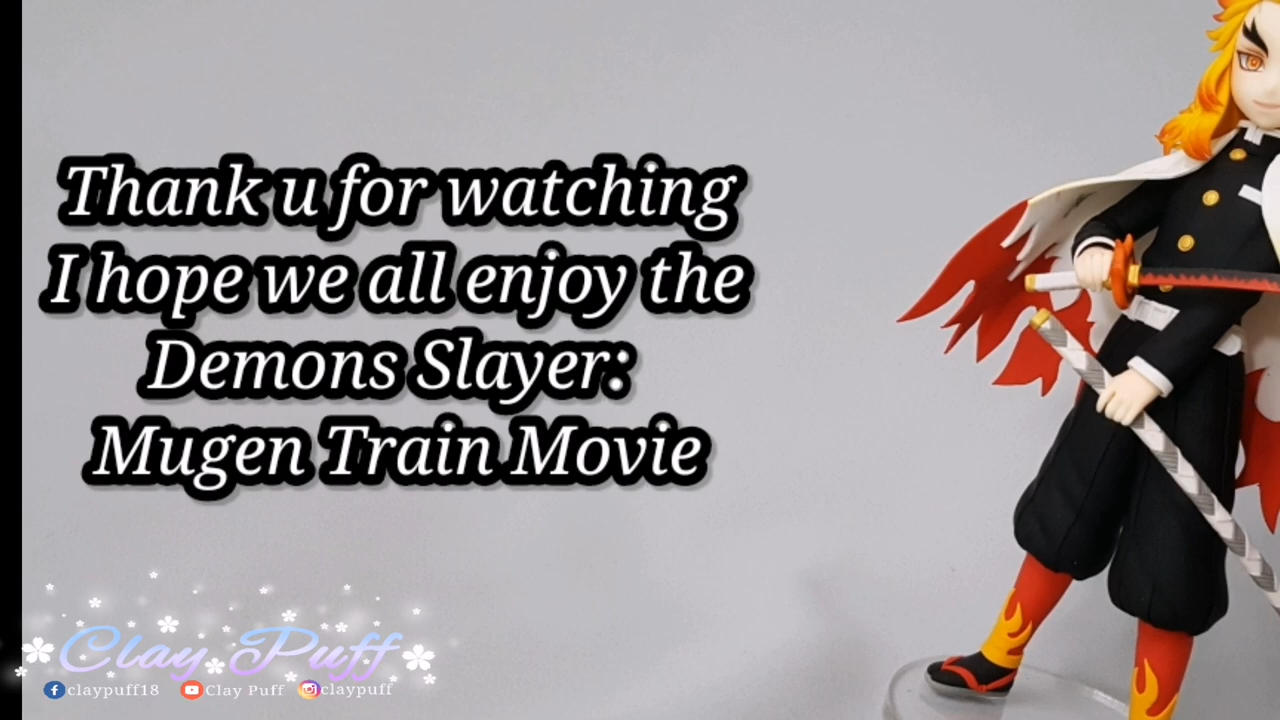 Thank u for watching
I hope we all enjoy the
Demons Slayer:
Mugen Train Movie
Clay Puff
claypuff18 Clay Puff claypuff